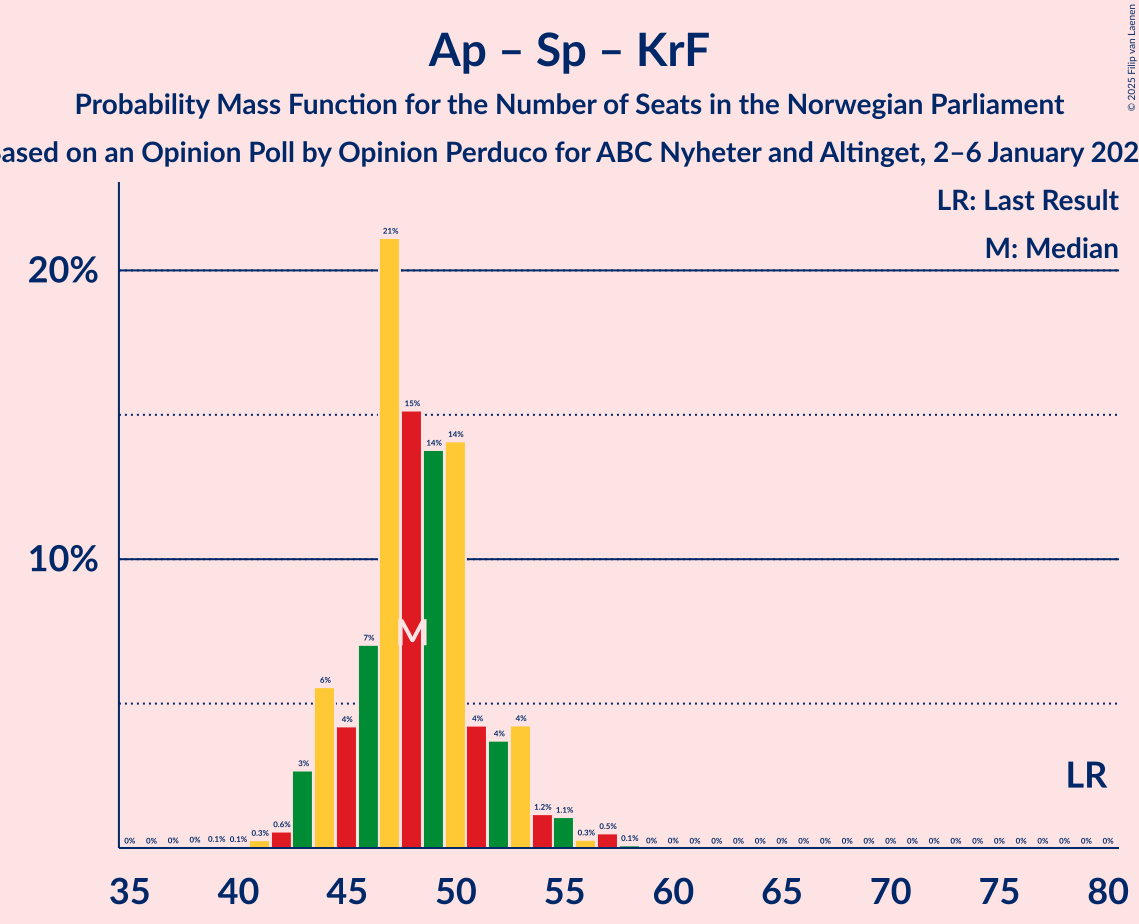 Ap – Sp – KrF
Probability Mass Function for the Number of Seats in the Norwegian Parliament
on an Opinion Poll by Opinion Perduco for ABC Nyheter and Altinget, 2–6 January
© 2025 Filip van Laenen
LR: Last Result
M: Median
20%
10%
0% 0% 0% 0% 0.1% 0.1% 0.3% 0.6% 3% 6% 4% 7% 21% 15% 14% 14% 4% 4% 4% 1.2% 1.1% 0.3% 0.5% 0.1% 0% 0% 0% 0% 0% 0% 0% 0% 0% 0% 0% 0% 0% 0% 0% 0% 0% 0% 0% 0% 0% 0%
M
LR
35 40 45 50 55 60 65 70 75 80